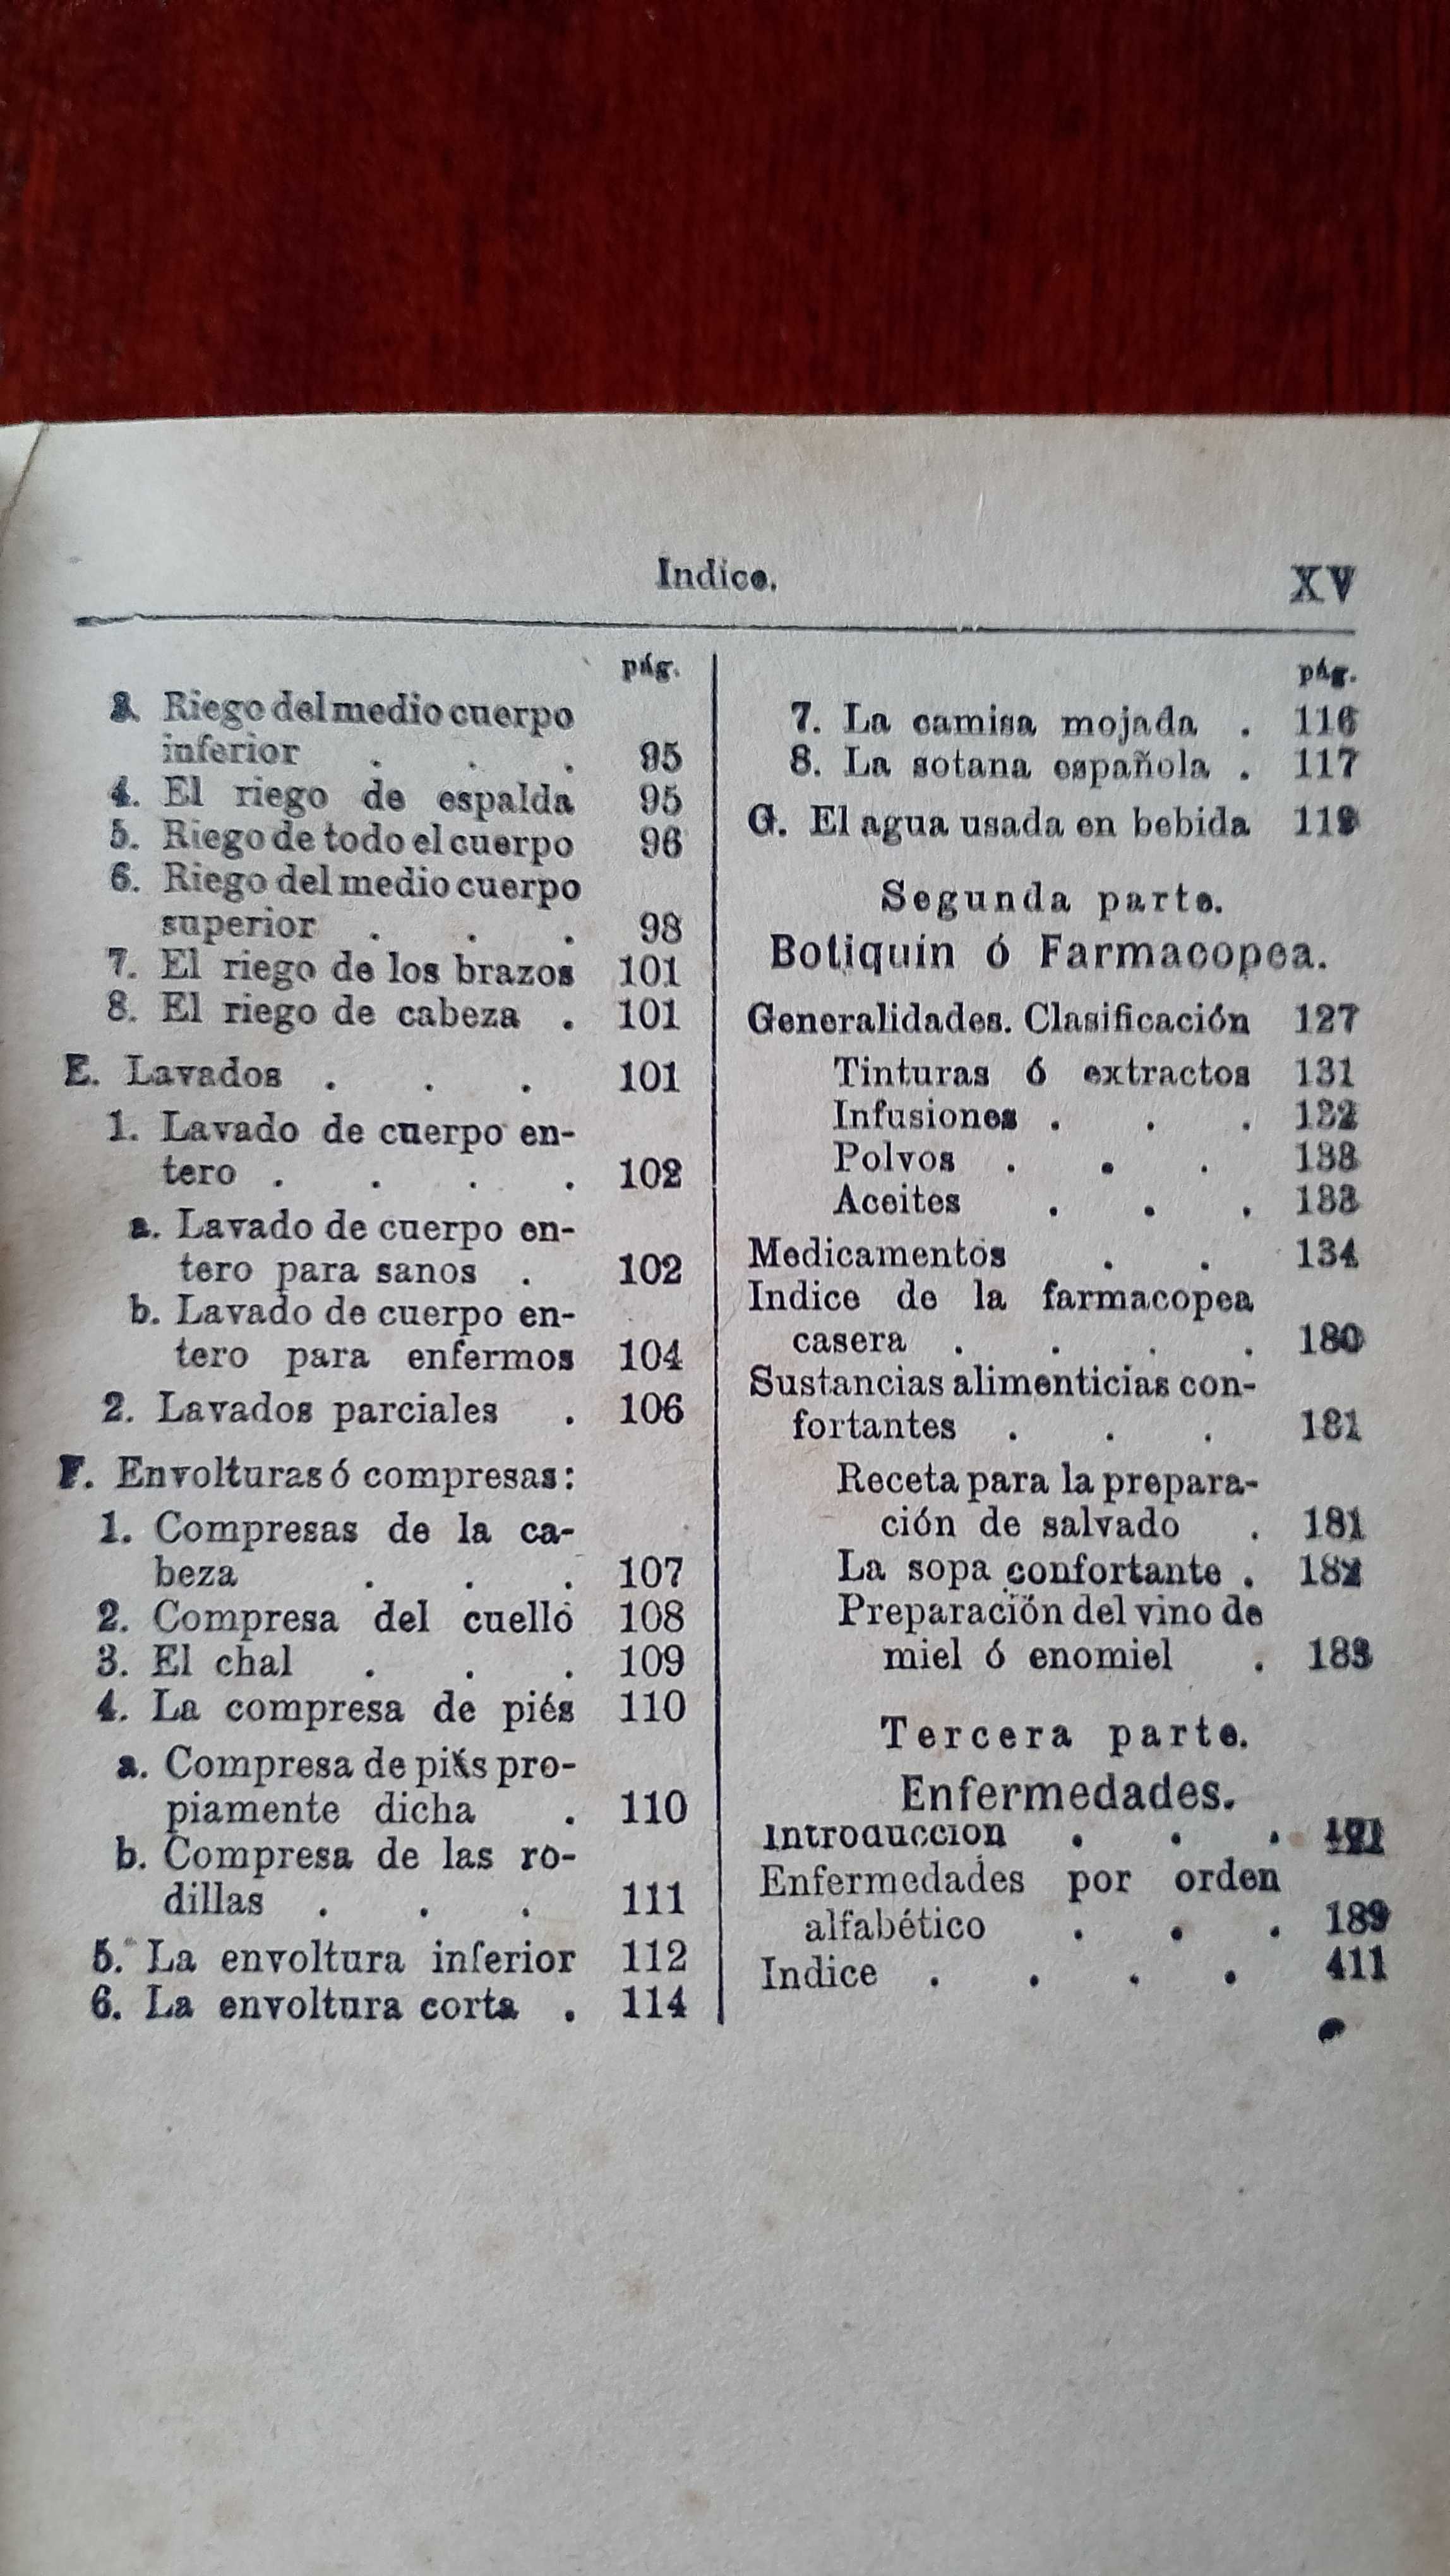 Indice.
XV
pág.
3. Riego del medio cuerpo
inferior . . . 95
4. El riego de espalda 95
5. Riego de todo el cuerpo 96
6. Riego del medio cuerpo
superior . . . 98
7. El riego de los brazos 101
8. El riego de cabeza . 101
E. Lavados . . . 101
1. Lavado de cuerpo en-
tero . . . . 102
a. Lavado de cuerpo en-
tero para sanos . 102
b. Lavado de cuerpo en-
tero para enfermos 104
2. Lavados parciales . 106
F. Envolturas ó compresas:
1. Compresas de la ca-
beza . . . 107
2. Compresa del cuello 108
3. El chal . . . 109
4. La compresa de piés 110
a. Compresa de piés pro-
piamente dicha . 110
b. Compresa de las ro-
dillas . . . 111
5. La envoltura inferior 112
6. La envoltura corta . 114
pág.
7. La camisa mojada . 116
8. La sotana española . 117
G. El agua usada en bebida
Segunda parte.
Botiquín ó Farmacopea.
Generalidades. Clasificación 127
Tinturas ó extractos 131
Infusiones . . . 132
Polvos . . . 133
Aceites . . . 133
Medicamentos . . 134
Indice de la farmacopea
casera . . . . 180
Sustancias alimenticias con-
fortantes . . . 181
Receta para la prepara-
ción de salvado . 181
La sopa confortante . 182
Preparación del vino de
miel ó enomiel . 183
Tercera parte.
Enfermedades.
Introduccion . . .
Enfermedades por orden
alfabético . . . 189
Indice . . . . 411